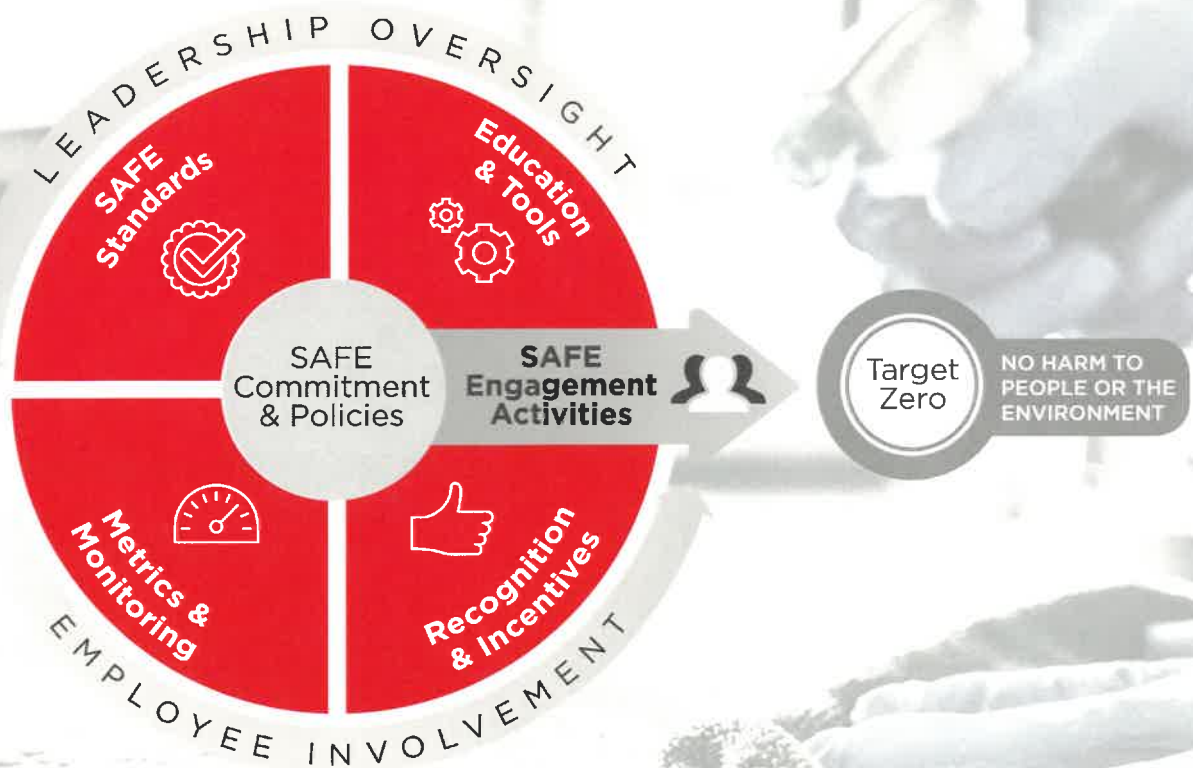 LEADERSHIP OVERSIGHT
SAFE
Standards
Education
& Tools
SAFE
Commitment
& Policies
SAFE
Engagement
Activities
Target
Zero
NO HARM TO
PEOPLE OR THE
ENVIRONMENT
Metrics &
Monitoring
Recognition
& Incentives
EMPLOYEE INVOLVEMENT